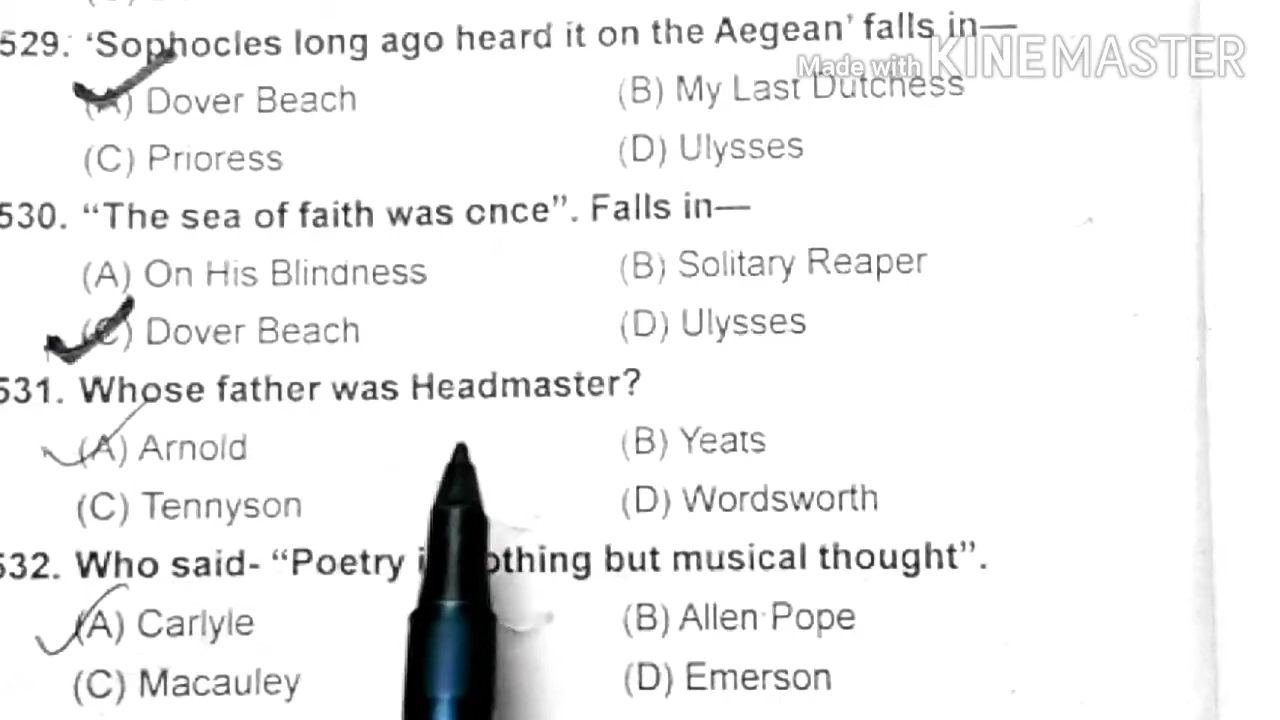 529. ‘Sophocles long ago heard it on the Aegean’ falls in—
Made with KINEMASTER
(A) Dover Beach (B) My Last Dutchess
(C) Prioress (D) Ulysses
530. “The sea of faith was once”. Falls in—
(A) On His Blindness (B) Solitary Reaper
(C) Dover Beach (D) Ulysses
531. Whose father was Headmaster?
(A) Arnold (B) Yeats
(C) Tennyson (D) Wordsworth
532. Who said- “Poetry but musical thought”.
(A) Carlyle (B) Allen Pope
(C) Macauley (D) Emerson